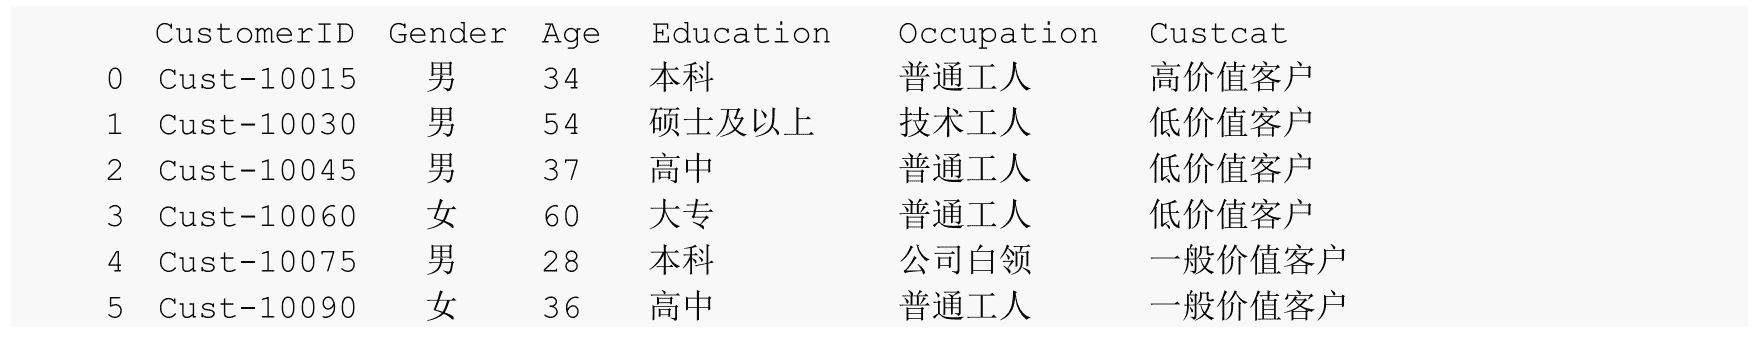 CustomerID Gender Age Education Occupation Custcat
0 Cust-10015 男 34 本科 普通工人 高价值客户
1 Cust-10030 男 54 硕士及以上 技术工人 低价值客户
2 Cust-10045 男 37 高中 普通工人 低价值客户
3 Cust-10060 女 60 大专 普通工人 低价值客户
4 Cust-10075 男 28 本科 公司白领 一般价值客户
5 Cust-10090 女 36 高中 普通工人 一般价值客户